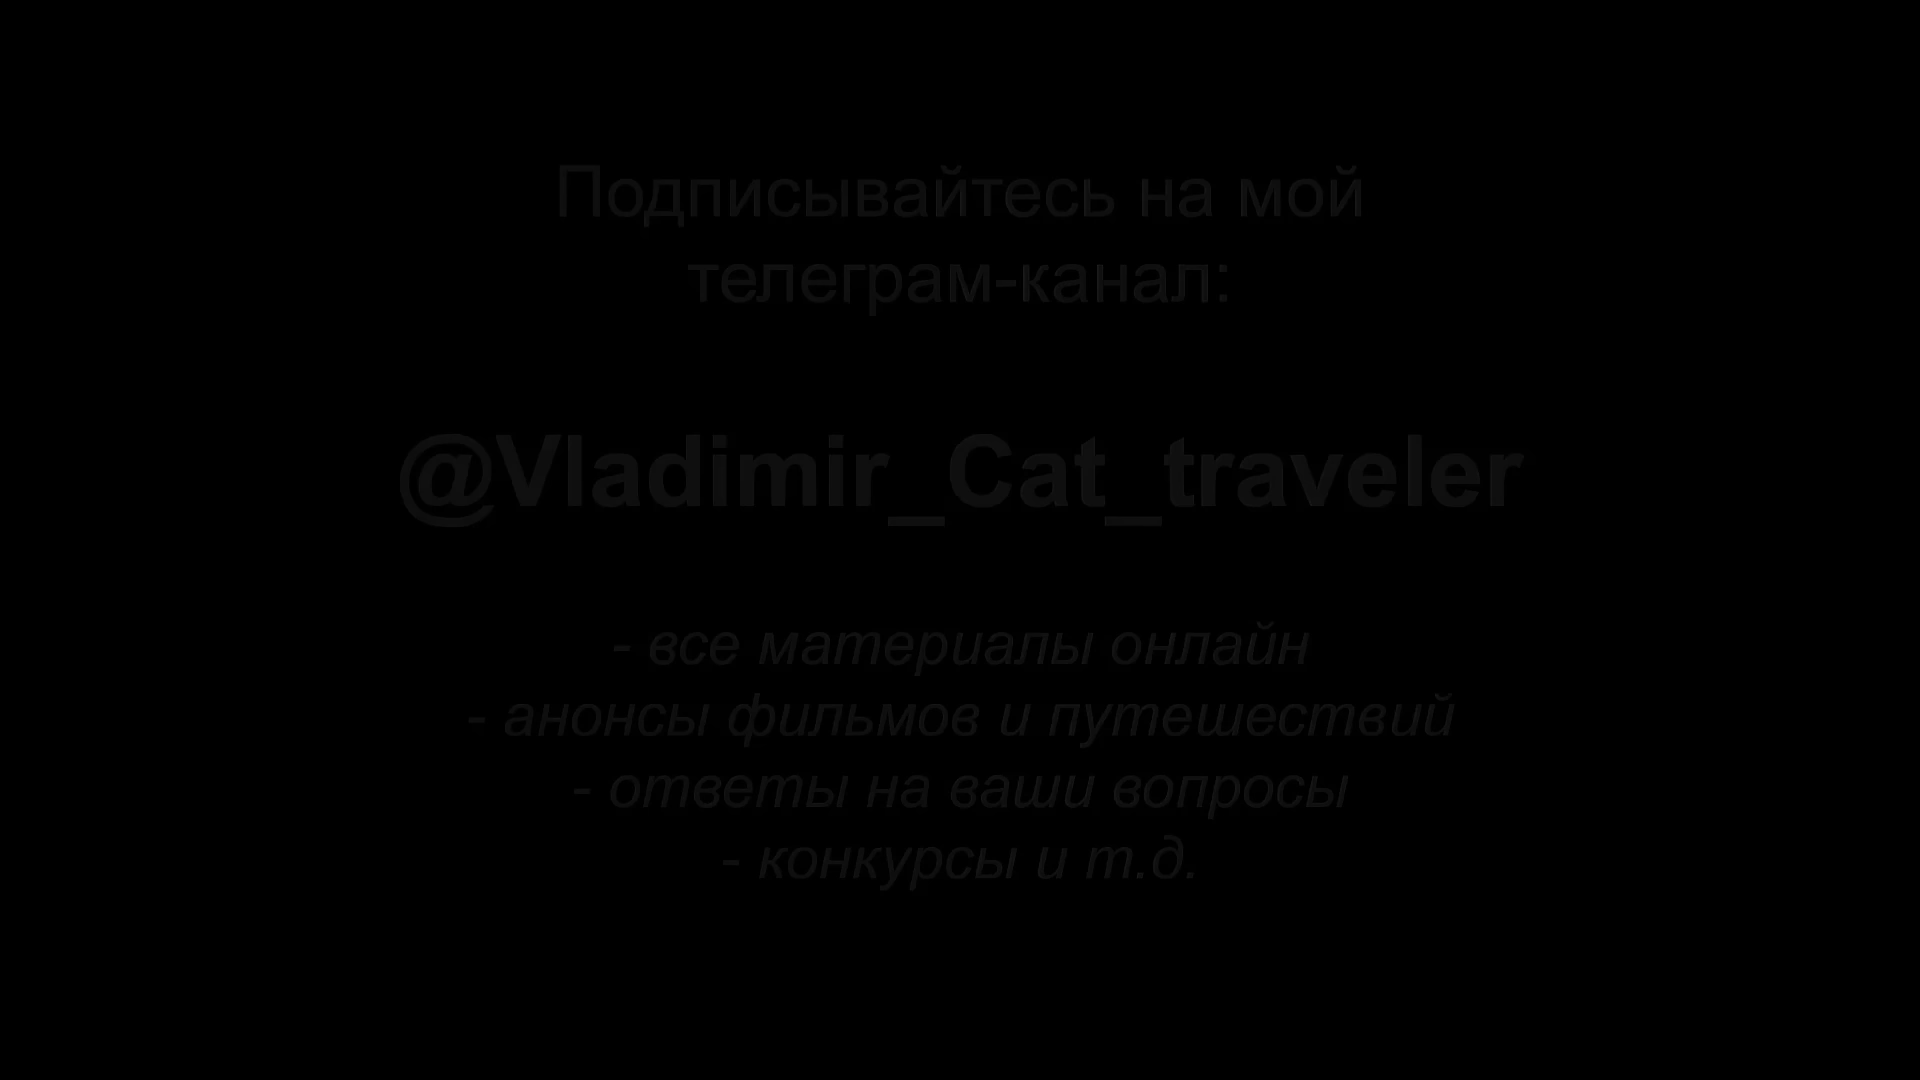 Подписывайтесь на мой
телеграм-канал:
@Vladimir_Cat_traveler
- все материалы онлайн
- анонсы фильмов и путешествий
- ответы на ваши вопросы
- конкурсы и т.д.